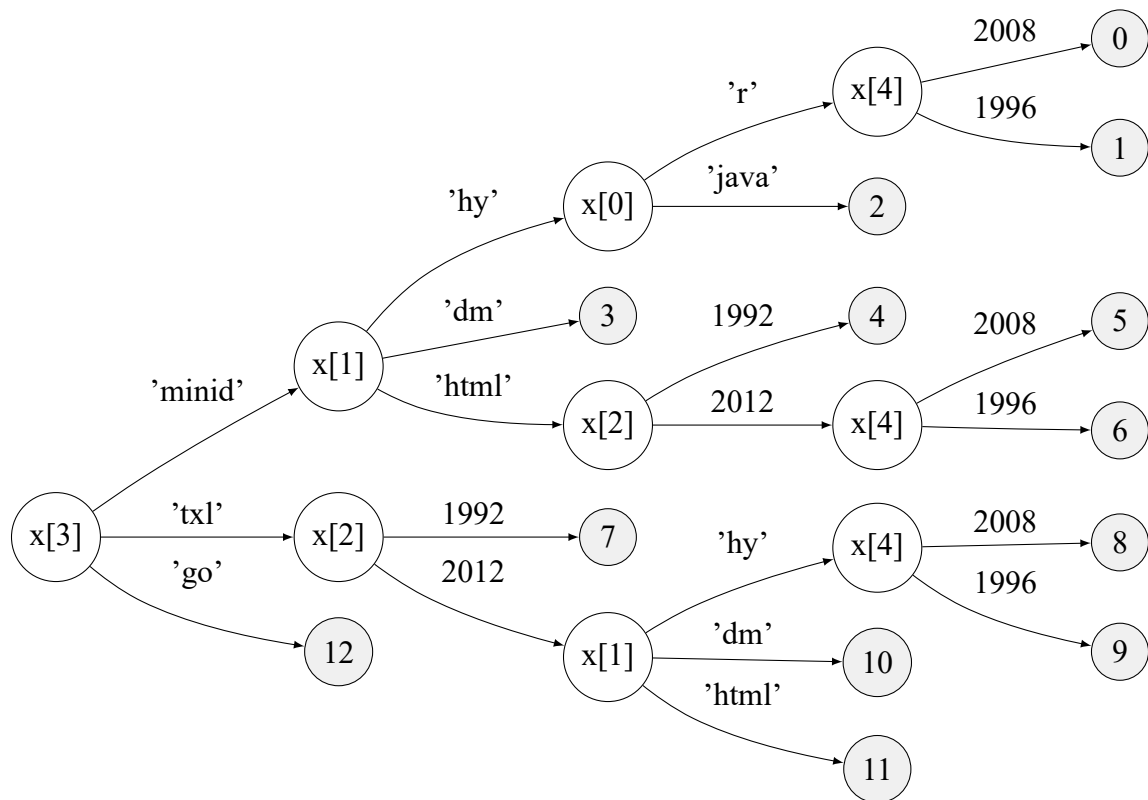 2008
0
x[4]
’r’
1996
1
’java’
x[0]
2
’hy’
’dm’
3
1992
4
2008
5
x[1]
’html’
’minid’
x[2]
2012
x[4]
1996
6
x[3]
’txl’
x[2]
1992
7
’hy’
x[4]
2008
8
’go’
2012
1996
12
x[1]
’dm’
10
9
’html’
11